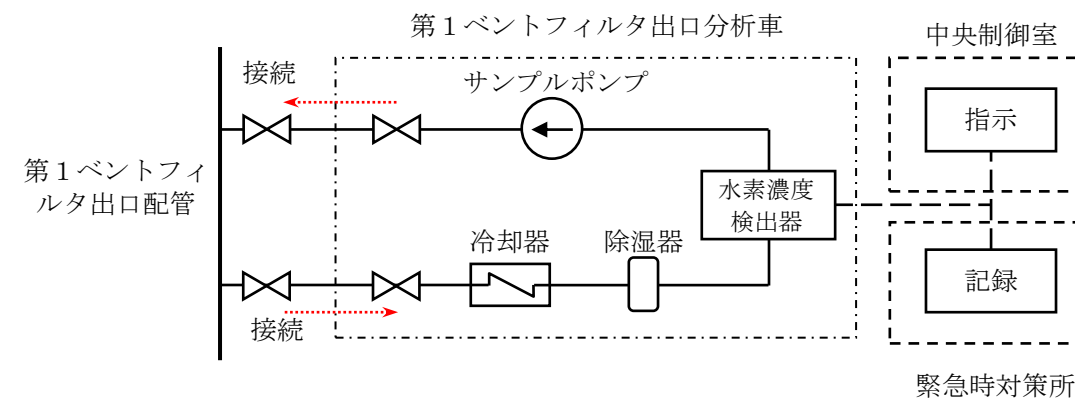 第１ベントフィルタ出口分析車
中央制御室
接続
サンプルポンプ
指示
第１ベントフィ
ルタ出口配管
水素濃度
検出器
冷却器
除湿器
記録
接続
緊急時対策所